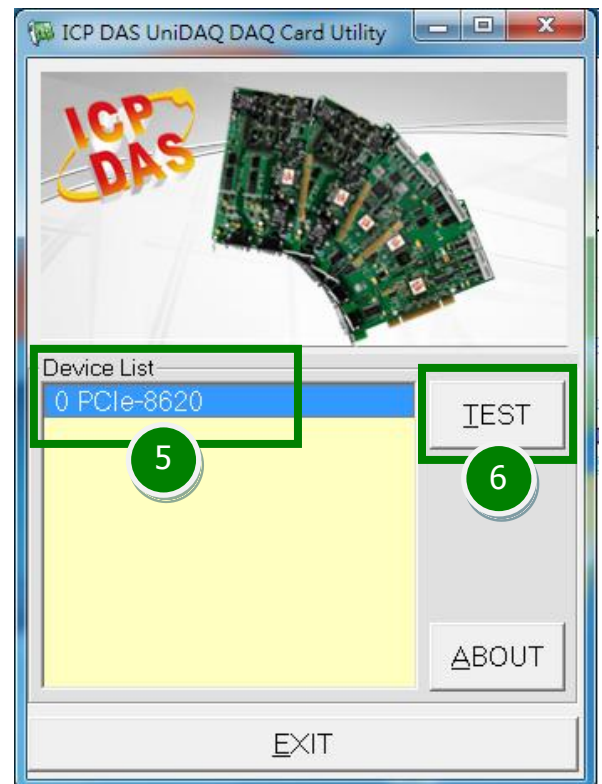 ICP DAS UniDAQ DAQ Card Utility
ICP
DAS
Device List
0 PCIe-8620
5
TEST
6
ABOUT
EXIT